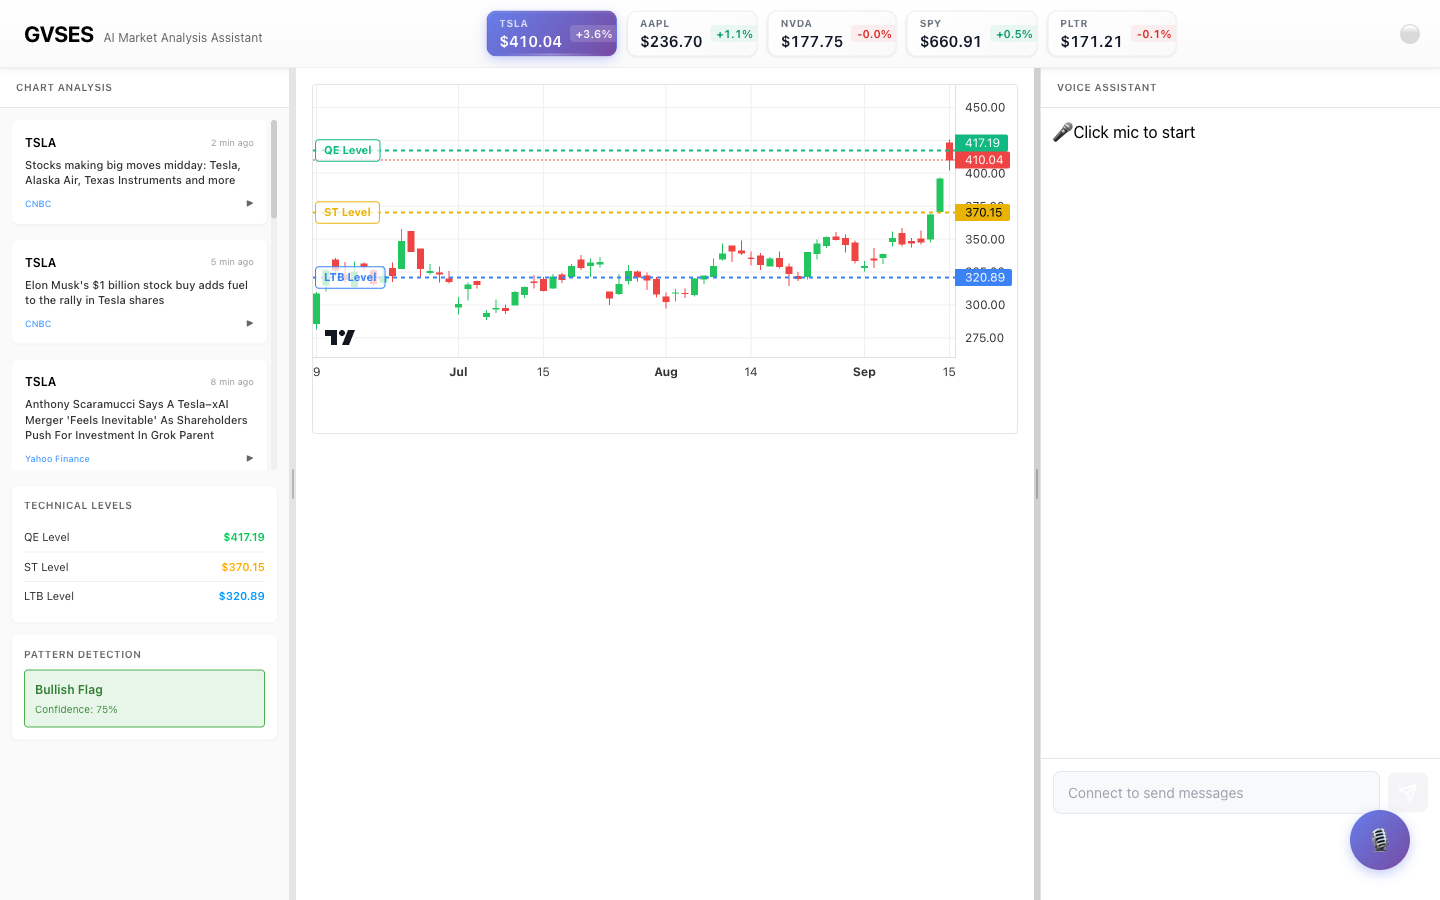 GVSES AI Market Analysis Assistant
TSLA
$410.04 +3.6%
AAPL
$236.70 +1.1%
NVDA
$177.75 -0.0%
SPY
$660.91 +0.5%
PLTR
$171.21 -0.1%
CHART ANALYSIS
TSLA 2 min ago
Stocks making big moves midday: Tesla,
Alaska Air, Texas Instruments and more
CNBC
TSLA 5 min ago
Elon Musk's $1 billion stock buy adds fuel
to the rally in Tesla shares
CNBC
TSLA 8 min ago
Anthony Scaramucci Says A Tesla–xAI
Merger 'Feels Inevitable' As Shareholders
Push For Investment In Grok Parent
Yahoo Finance
TECHNICAL LEVELS
QE Level $417.19
ST Level $370.15
LTB Level $320.89
PATTERN DETECTION
Bullish Flag
Confidence: 75%
QE Level
ST Level
LTB Level
450.00
417.19
410.04
400.00
370.15
350.00
320.89
300.00
275.00
9 Jul 15 Aug 14 Sep 15
VOICE ASSISTANT
Click mic to start
Connect to send messages